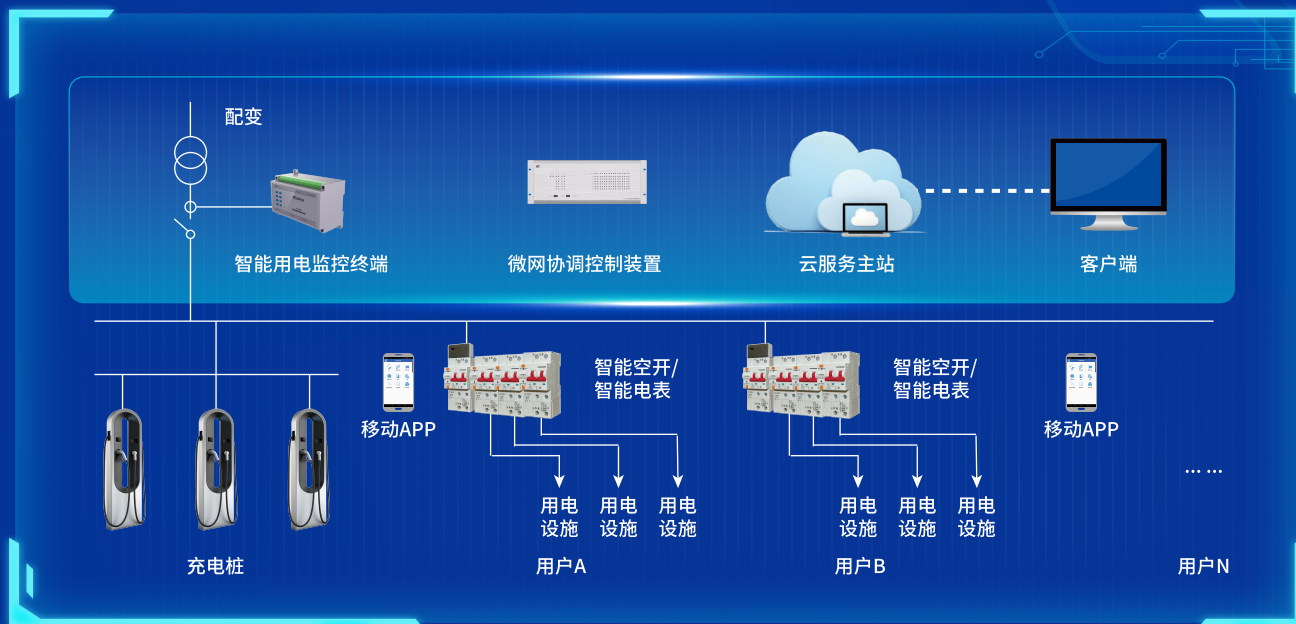 配变
智能用电监控终端
微网协调控制装置
云服务主站
客户端
移动APP
智能空开/
智能电表
智能空开/
智能电表
移动APP
用电
设施
用电
设施
用电
设施
用电
设施
用电
设施
用电
设施
……
充电桩
用户A
用户B
用户N